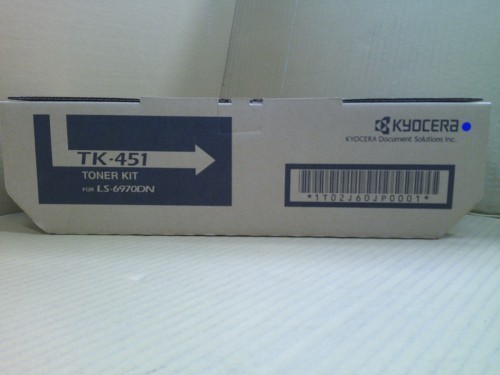 TK-451
TONER KIT
FOR LS-6970DN
KYOCERA
KYOCERA Document Solutions Inc.
*1T02J60JP0001*